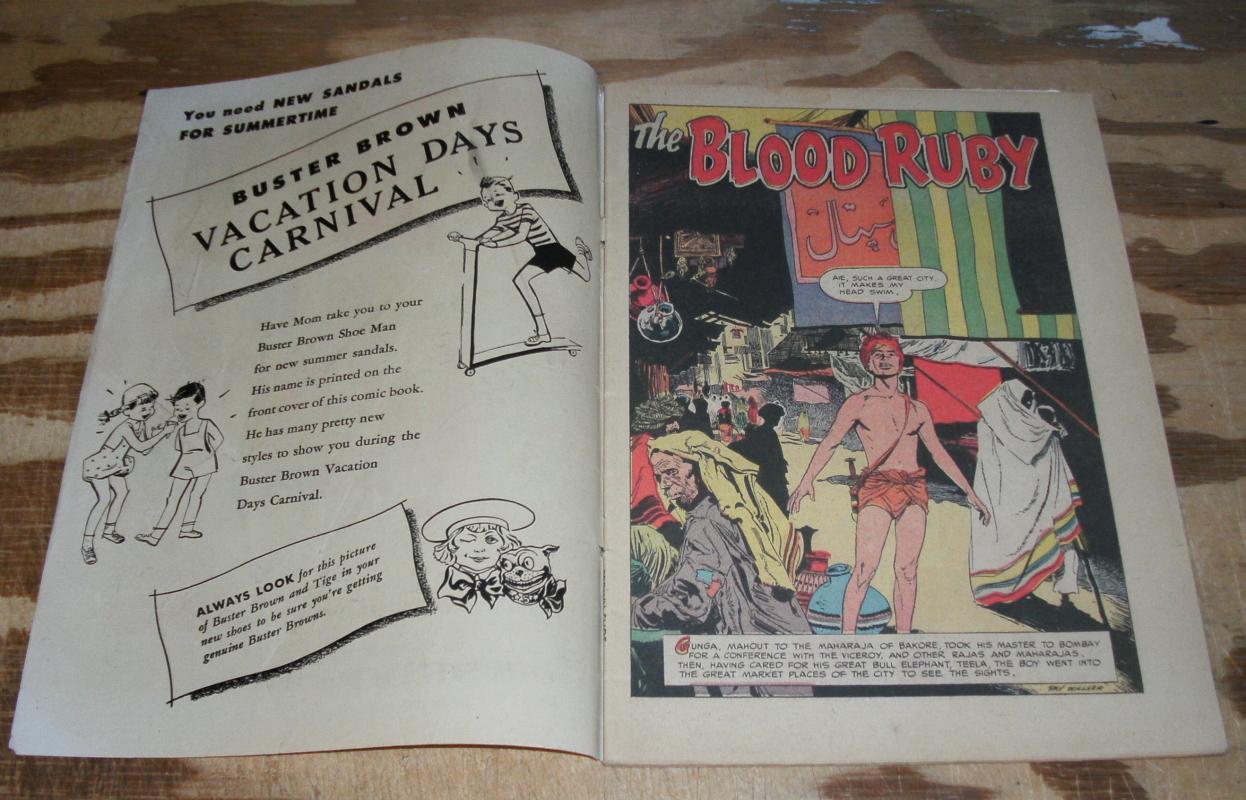 You need NEW SANDALS
FOR SUMMERTIME
BUSTER BROWN
VACATION DAYS
CARNIVAL
Have Mom take you to your
Buster Brown Shoe Man
for new summer sandals.
His name is printed on the
front cover of this comic book.
He has many pretty new
styles to show you during the
Buster Brown Vacation
Days Carnival.
ALWAYS LOOK for this picture
of Buster Brown and Tige in your
new shoes to be sure you're getting
genuine Buster Browns.
The BLOOD RUBY
AIE, SUCH A GREAT CITY.
IT MAKES MY
HEAD SWIM.
GUNGA, MAHOUT TO THE MAHARAJA OF BAKORE, TOOK HIS MASTER TO BOMBAY
FOR A CONFERENCE WITH THE VICEROY, AND OTHER RAJAS AND MAHARAJAS.
THEN, HAVING CARED FOR HIS GREAT BULL ELEPHANT, TEELA, THE BOY WENT INTO
THE GREAT MARKET PLACES OF THE CITY TO SEE THE SIGHTS.
RAY WILLNER